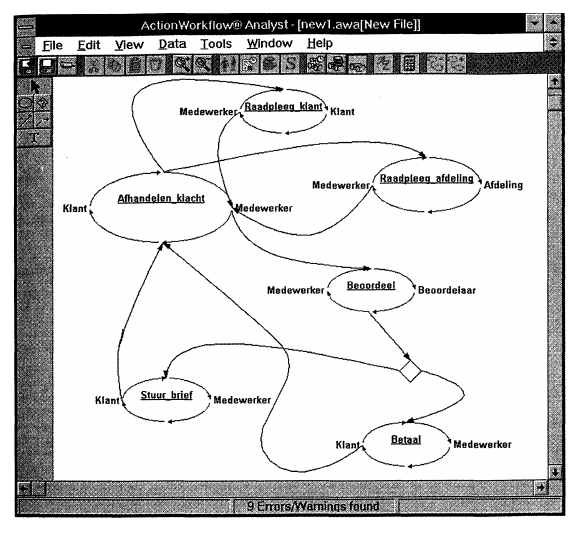 ActionWorkflow® Analyst - [new1.awa[New File]]
File Edit View Data Tools Window Help
S
T
Medewerker Raadpleeg_klant Klant
Medewerker Raadpleeg_afdeling Afdeling
Klant Afhandelen_klacht Medewerker
Medewerker Beoordeel Beoordelaar
Klant Stuur_brief Medewerker
Klant Betaal Medewerker
9 Errors/Warnings found